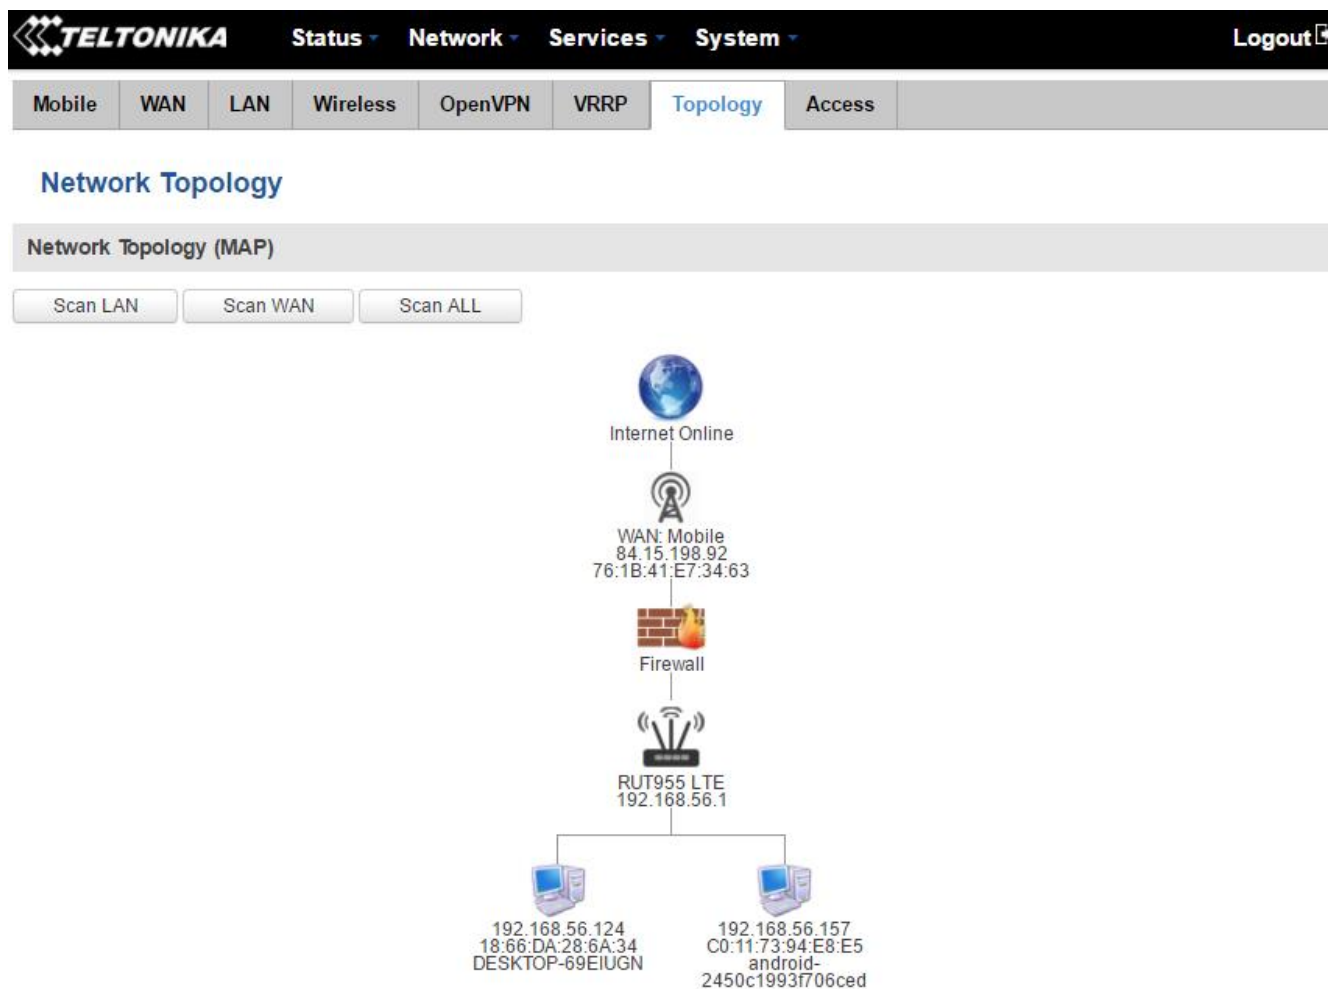 TELTONIKA Status Network Services System Logout
Mobile WAN LAN Wireless OpenVPN VRRP Topology Access
Network Topology
Network Topology (MAP)
Scan LAN Scan WAN Scan ALL
Internet Online
WAN: Mobile
84.15.198.92
76:1B:41:E7:34:63
Firewall
RUT955 LTE
192.168.56.1
192.168.56.124
18:66:DA:28:6A:34
DESKTOP-69EIUGN
192.168.56.157
C0:11:73:94:E8:E5
android-
2450c1993f706ced